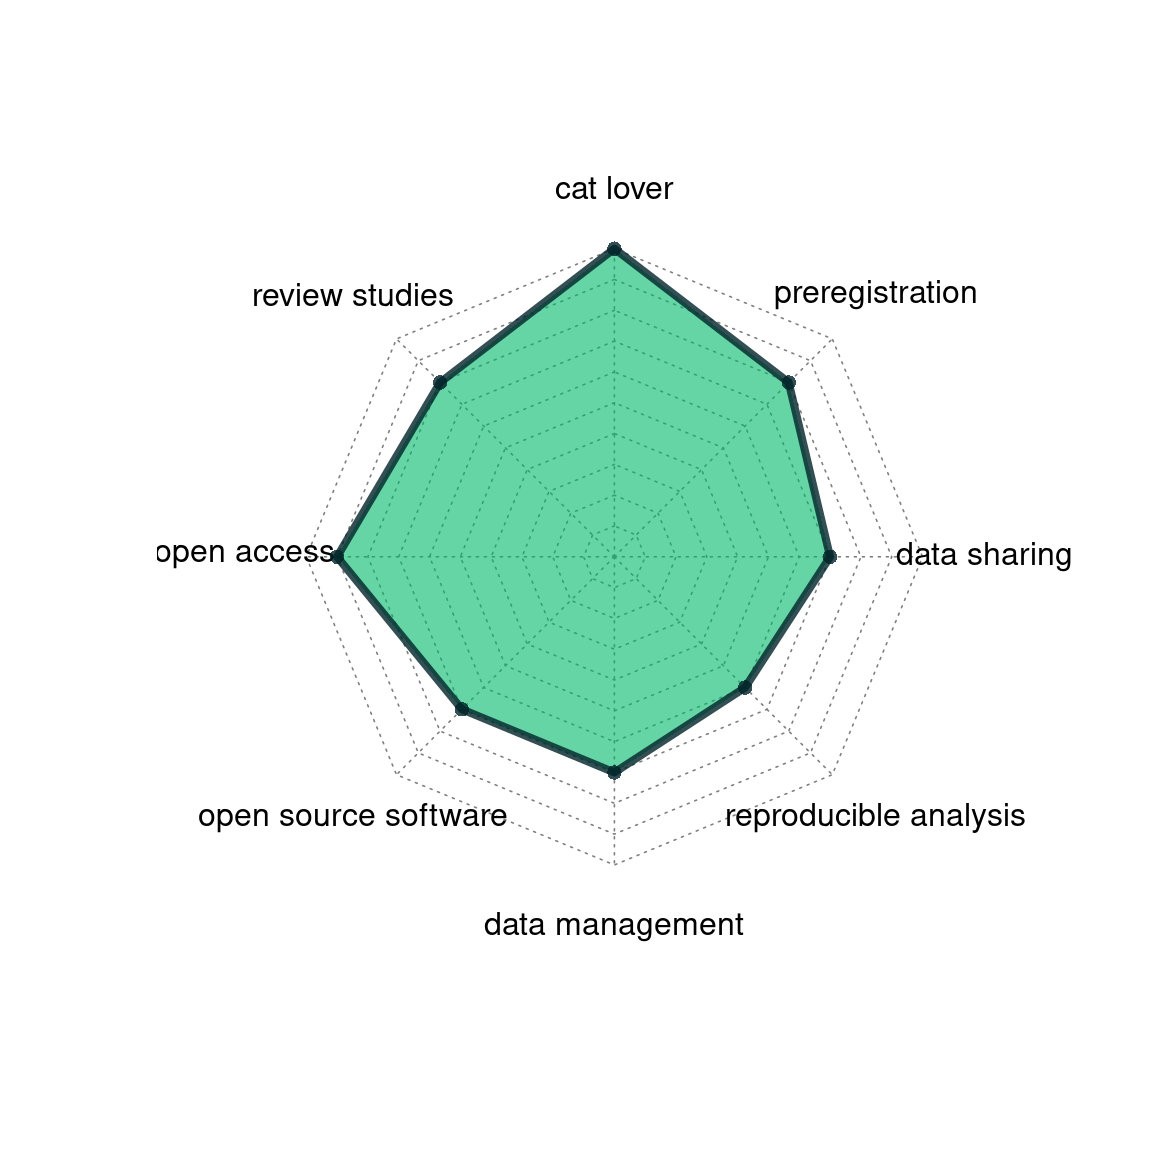 cat lover
review studies
preregistration
open access
data sharing
open source software
reproducible analysis
data management